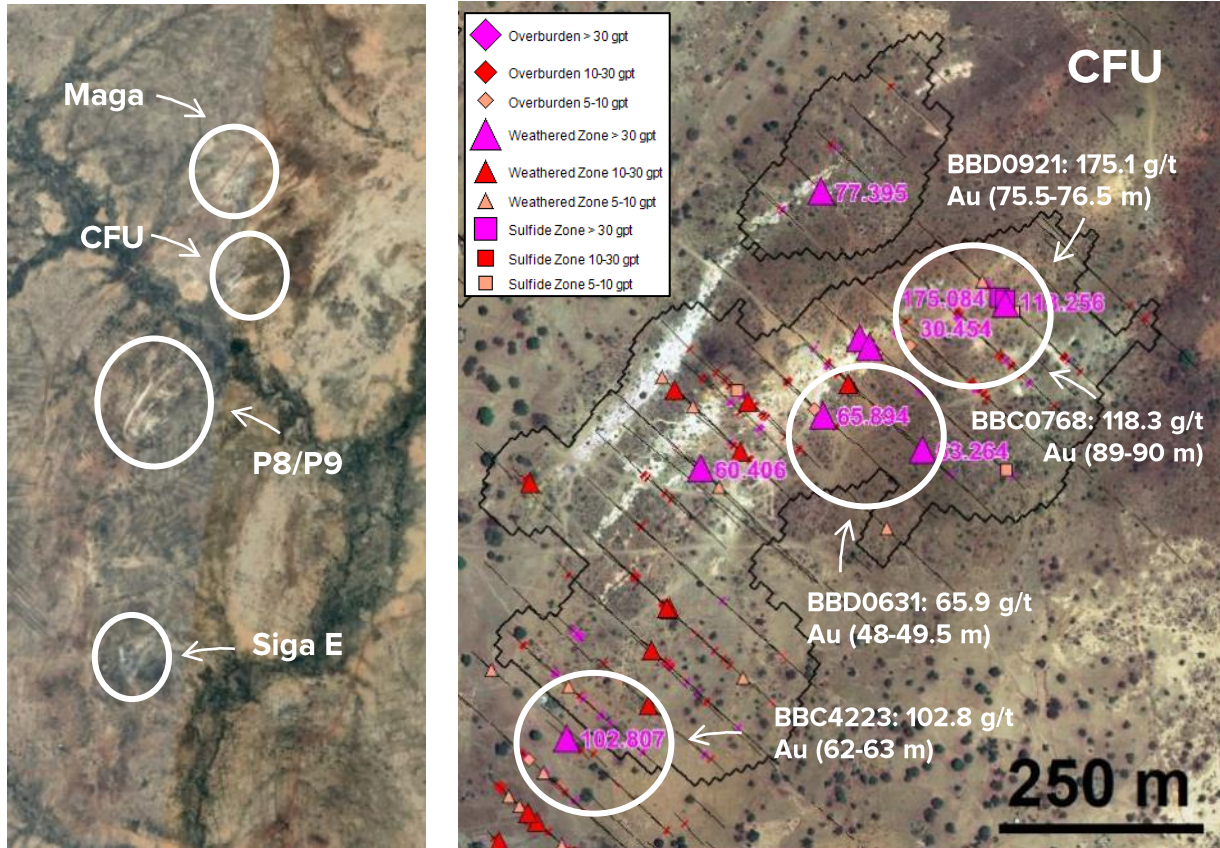 Maga
CFU
P8/P9
Siga E
Overburden > 30 gpt
Overburden 10-30 gpt
Overburden 5-10 gpt
Weathered Zone > 30 gpt
Weathered Zone 10-30 gpt
Weathered Zone 5-10 gpt
Sulfide Zone > 30 gpt
Sulfide Zone 10-30 gpt
Sulfide Zone 5-10 gpt
CFU
BBD0921: 175.1 g/t
Au (75.5-76.5 m)
77.395
175.084
118.256
30.454
BBC0768: 118.3 g/t
Au (89-90 m)
65.894
63.264
60.406
BBD0631: 65.9 g/t
Au (48-49.5 m)
BBC4223: 102.8 g/t
Au (62-63 m)
102.807
250 m